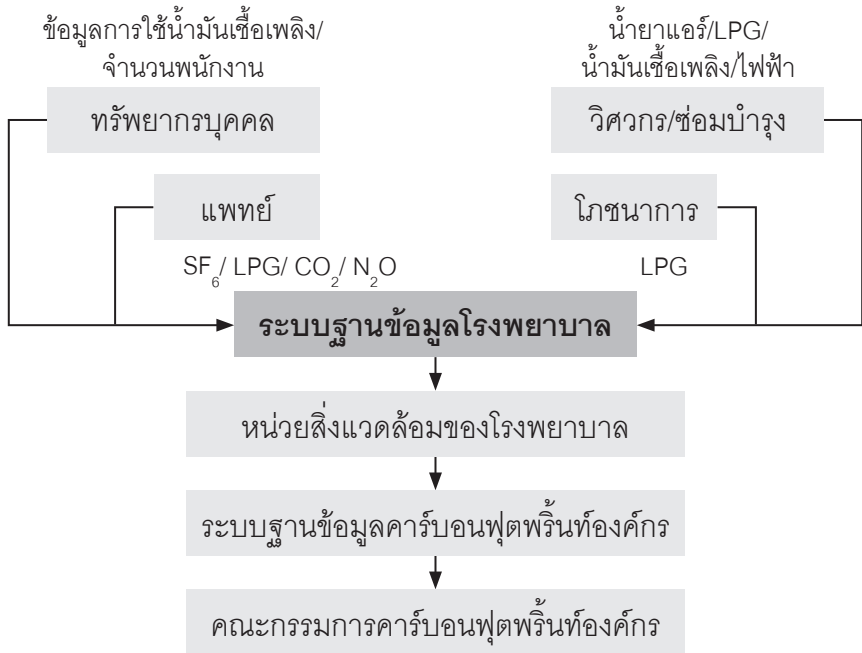 ข้อมูลการใช้น้ำมันเชื้อเพลิง/
จำนวนพนักงาน
ทรัพยากรบุคคล
น้ำยาแอร์/LPG/
น้ำมันเชื้อเพลิง/ไฟฟ้า
วิศวกร/ซ่อมบำรุง
แพทย์
โภชนาการ
SF₆/ LPG/ CO₂/ N₂O
LPG
ระบบฐานข้อมูลโรงพยาบาล
หน่วยสิ่งแวดล้อมของโรงพยาบาล
ระบบฐานข้อมูลคาร์บอนฟุตพริ้นท์องค์กร
คณะกรรมการคาร์บอนฟุตพริ้นท์องค์กร